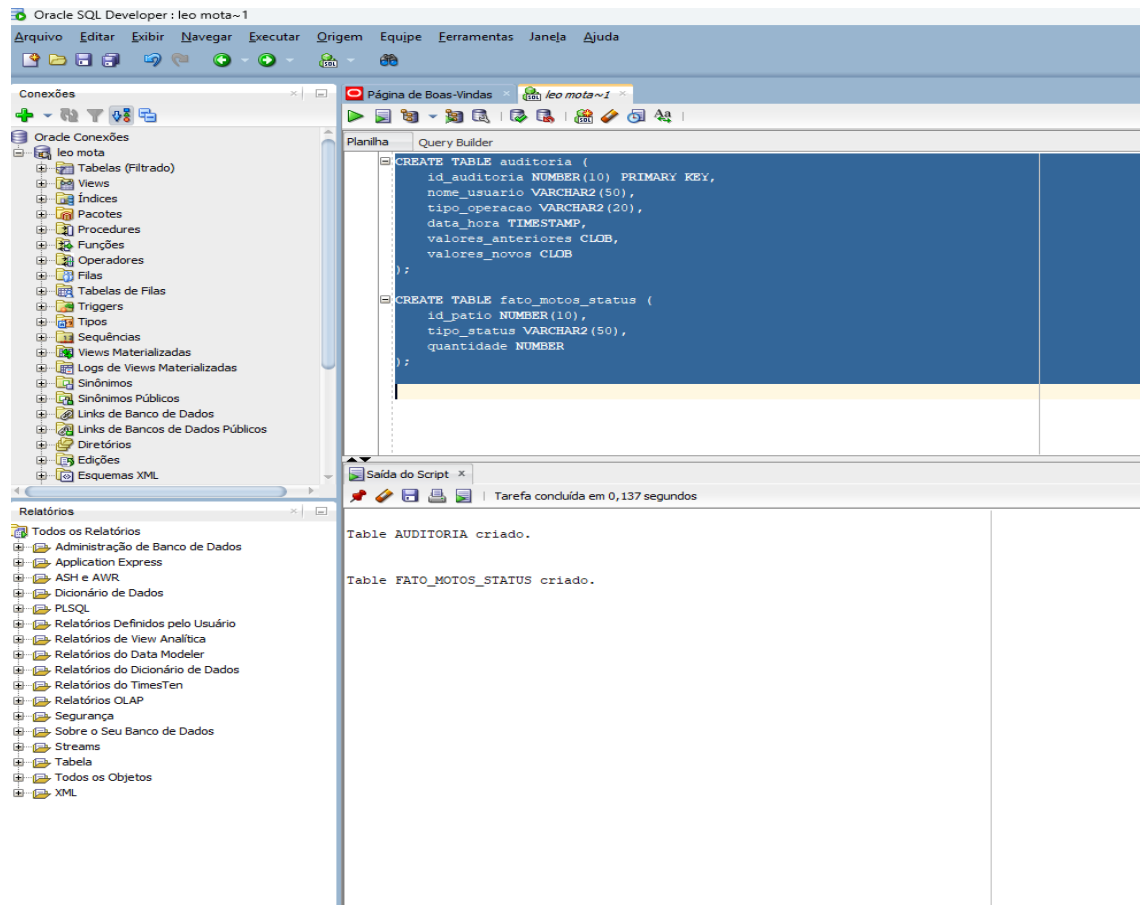 Oracle SQL Developer : leo mota~1
Arquivo Editar Exibir Navegar Executar Origem Equipe Ferramentas Janela Ajuda
Conexões
Oracle Conexões
leo mota
Tabelas (Filtrado)
Views
Índices
Pacotes
Procedures
Funções
Operadores
Filas
Tabelas de Filas
Triggers
Tipos
Sequências
Views Materializadas
Logs de Views Materializadas
Sinônimos
Sinônimos Públicos
Links de Banco de Dados
Links de Bancos de Dados Públicos
Diretórios
Edições
Esquemas XML
Relatórios
Todos os Relatórios
Administração de Banco de Dados
Application Express
ASH e AWR
Dicionário de Dados
PLSQL
Relatórios Definidos pelo Usuário
Relatórios de View Analítica
Relatórios do Data Modeler
Relatórios do Dicionário de Dados
Relatórios do TimesTen
Relatórios OLAP
Segurança
Sobre o Seu Banco de Dados
Streams
Tabela
Todos os Objetos
XML
Página de Boas-Vindas
leo mota~1
Planilha Query Builder
CREATE TABLE auditoria (
id_auditoria NUMBER(10) PRIMARY KEY,
nome_usuario VARCHAR2(50),
tipo_operacao VARCHAR2(20),
data_hora TIMESTAMP,
valores_anteriores CLOB,
valores_novos CLOB
);
CREATE TABLE fato_motos_status (
id_patio NUMBER(10),
tipo_status VARCHAR2(50),
quantidade NUMBER
);
Saída do Script
Tarefa concluída em 0,137 segundos
Table AUDITORIA criado.
Table FATO_MOTOS_STATUS criado.